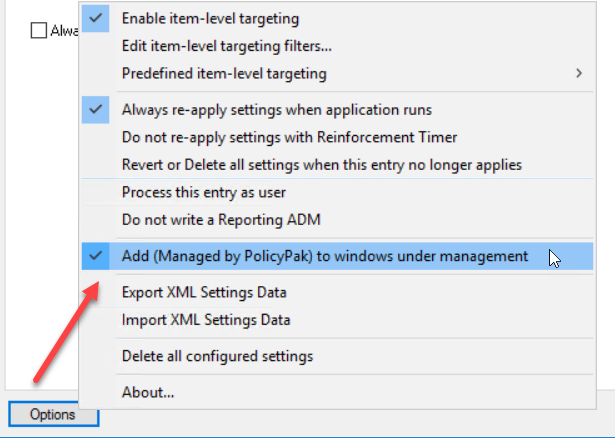 Alwa
Enable item-level targeting
Edit item-level targeting filters...
Predefined item-level targeting
Always re-apply settings when application runs
Do not re-apply settings with Reinforcement Timer
Revert or Delete all settings when this entry no longer applies
Process this entry as user
Do not write a Reporting ADM
Add (Managed by PolicyPak) to windows under management
Export XML Settings Data
Import XML Settings Data
Delete all configured settings
About...
Options